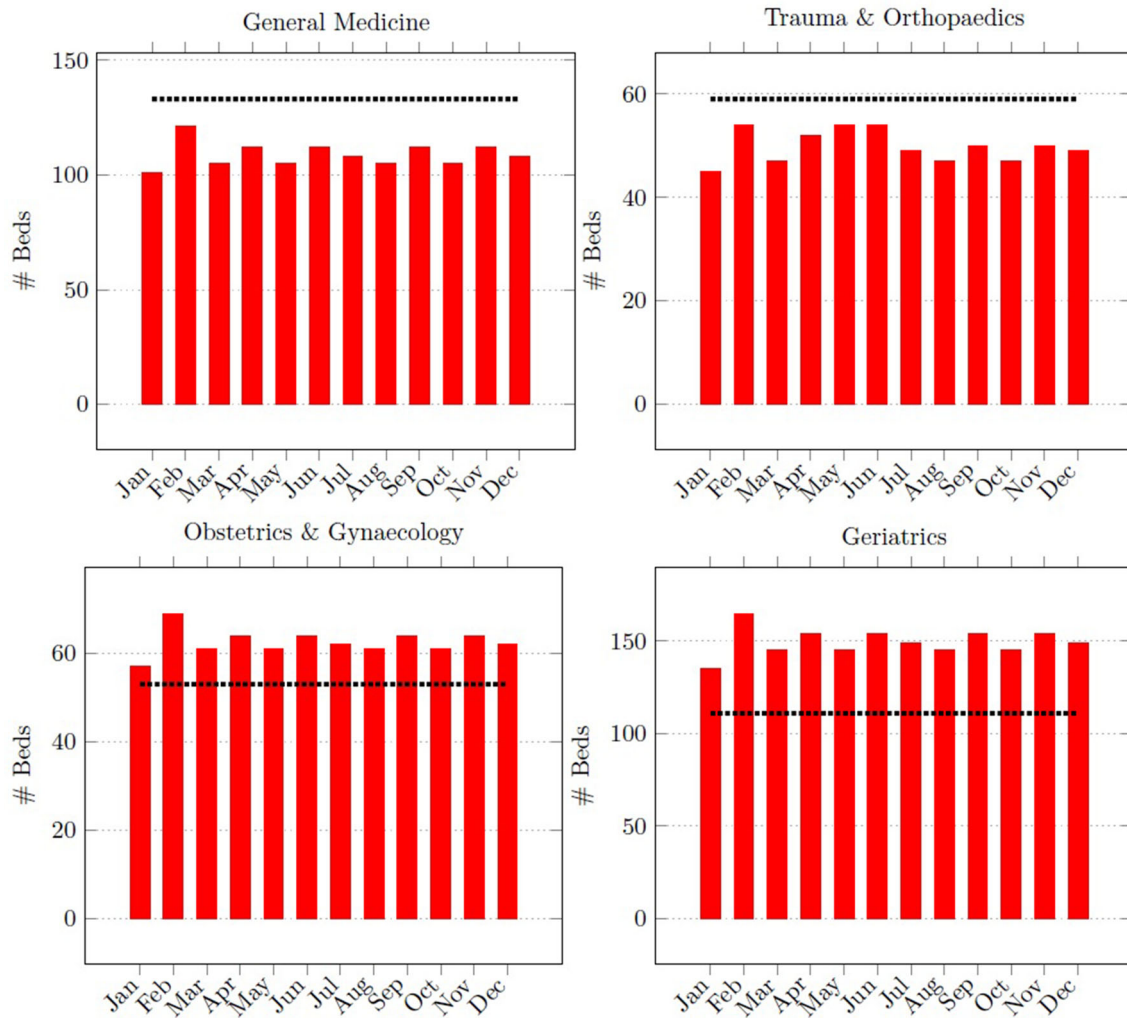 General Medicine
150
100
50
0
# Beds
Jan Feb Mar Apr May Jun Jul Aug Sep Oct Nov Dec
Trauma & Orthopaedics
60
40
20
0
# Beds
Jan Feb Mar Apr May Jun Jul Aug Sep Oct Nov Dec
Obstetrics & Gynaecology
60
40
20
0
# Beds
Jan Feb Mar Apr May Jun Jul Aug Sep Oct Nov Dec
Geriatrics
150
100
50
0
# Beds
Jan Feb Mar Apr May Jun Jul Aug Sep Oct Nov Dec